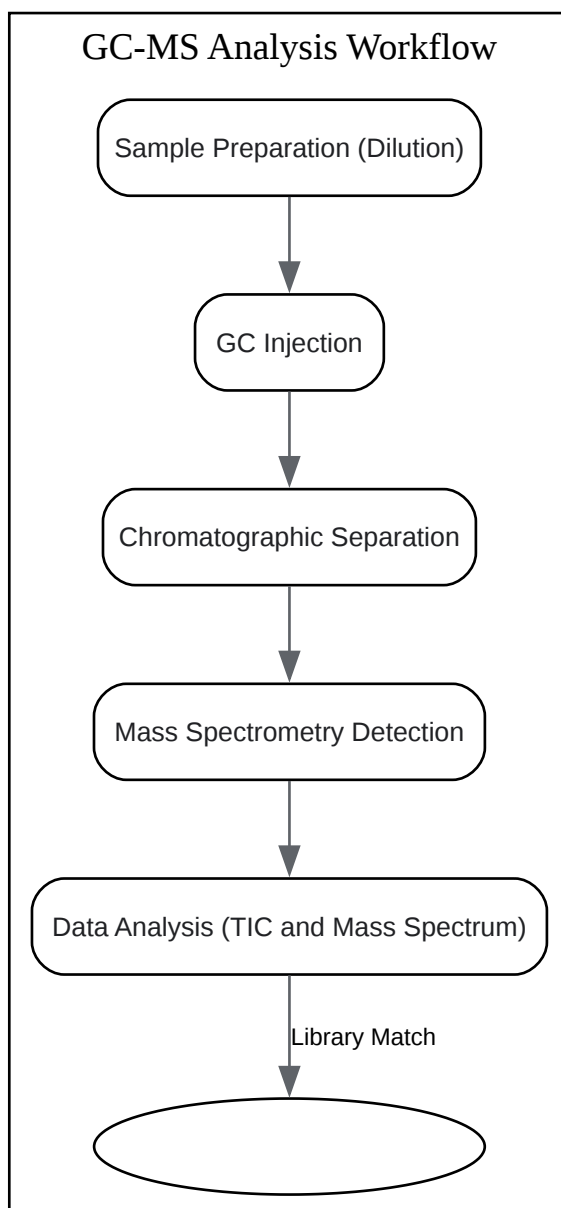 GC-MS Analysis Workflow
Sample Preparation (Dilution)
GC Injection
Chromatographic Separation
Mass Spectrometry Detection
Data Analysis (TIC and Mass Spectrum)
Library Match